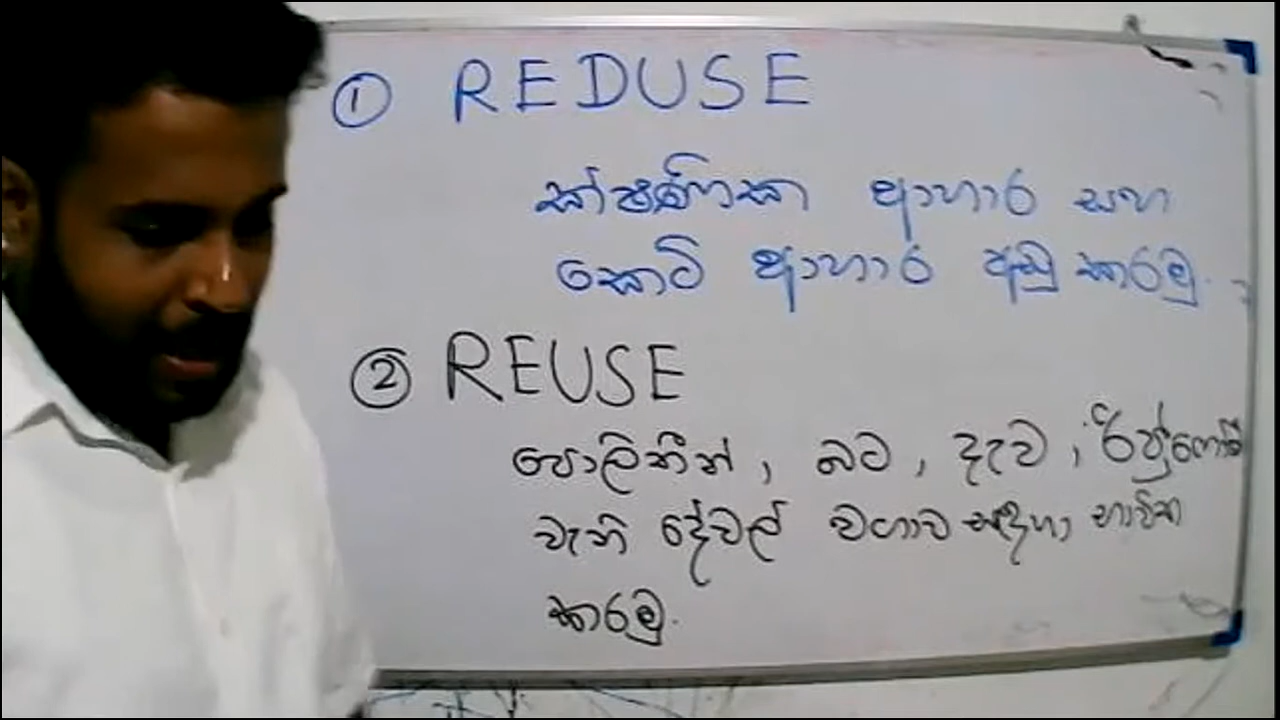 ① REDUSE
ක්ෂණික ආහාර සහ
කෙටි ආහාර අඩු කරමු.
② REUSE
පොලිතීන්, බට, දැව,
වැනි දේවල් වගාව සඳහා භාවිත
කරමු.